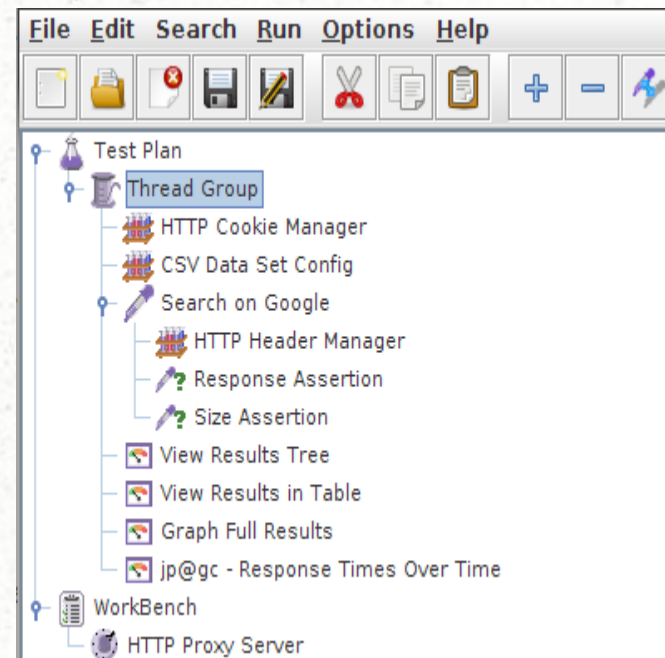 File Edit Search Run Options Help
Test Plan
Thread Group
HTTP Cookie Manager
CSV Data Set Config
Search on Google
HTTP Header Manager
Response Assertion
Size Assertion
View Results Tree
View Results in Table
Graph Full Results
jp@gc - Response Times Over Time
WorkBench
HTTP Proxy Server